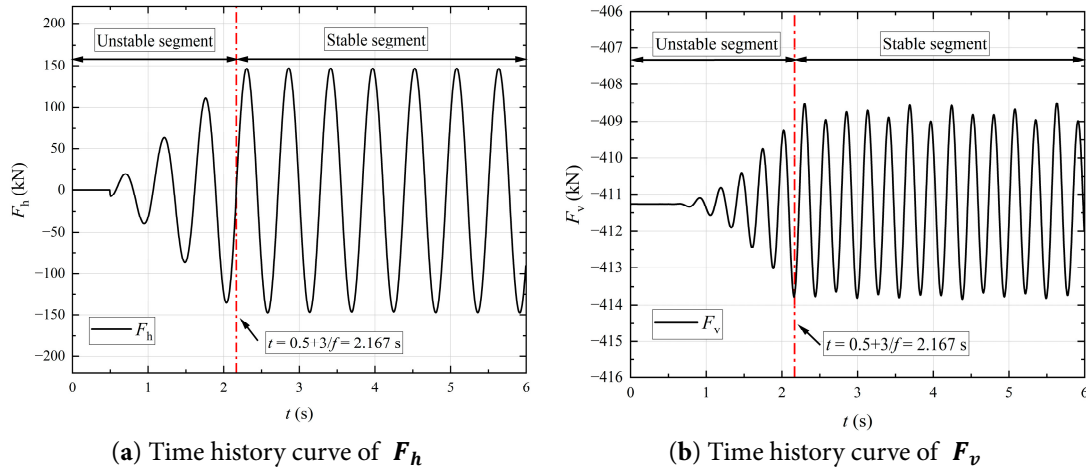 200
150
100
50
0
−50
−100
−150
−200
F_h (kN)
Unstable segment
Stable segment
F_h
t = 0.5+3/f = 2.167 s
0 1 2 3 4 5 6
t (s)
(a) Time history curve of F_h
−406
−407
−408
−409
−410
−411
−412
−413
−414
−415
−416
F_v (kN)
Unstable segment
Stable segment
F_v
t = 0.5+3/f = 2.167 s
0 1 2 3 4 5 6
t (s)
(b) Time history curve of F_v